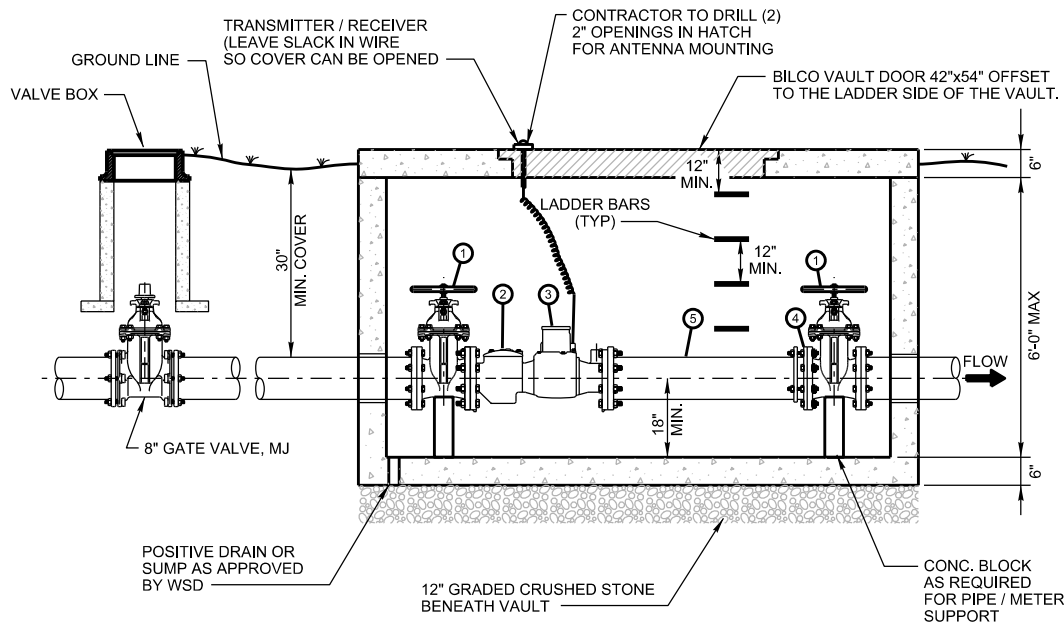 TRANSMITTER / RECEIVER
(LEAVE SLACK IN WIRE
SO COVER CAN BE OPENED
CONTRACTOR TO DRILL (2)
2" OPENINGS IN HATCH
FOR ANTENNA MOUNTING
GROUND LINE
VALVE BOX
BILCO VAULT DOOR 42"x54" OFFSET
TO THE LADDER SIDE OF THE VAULT.
6"
12"
MIN.
LADDER BARS
(TYP)
12"
MIN.
30"
MIN. COVER
1
2
3
5
4
1
6'-0" MAX
FLOW
18"
MIN.
8" GATE VALVE, MJ
6"
POSITIVE DRAIN OR
SUMP AS APPROVED
BY WSD
12" GRADED CRUSHED STONE
BENEATH VAULT
CONC. BLOCK
AS REQUIRED
FOR PIPE / METER
SUPPORT